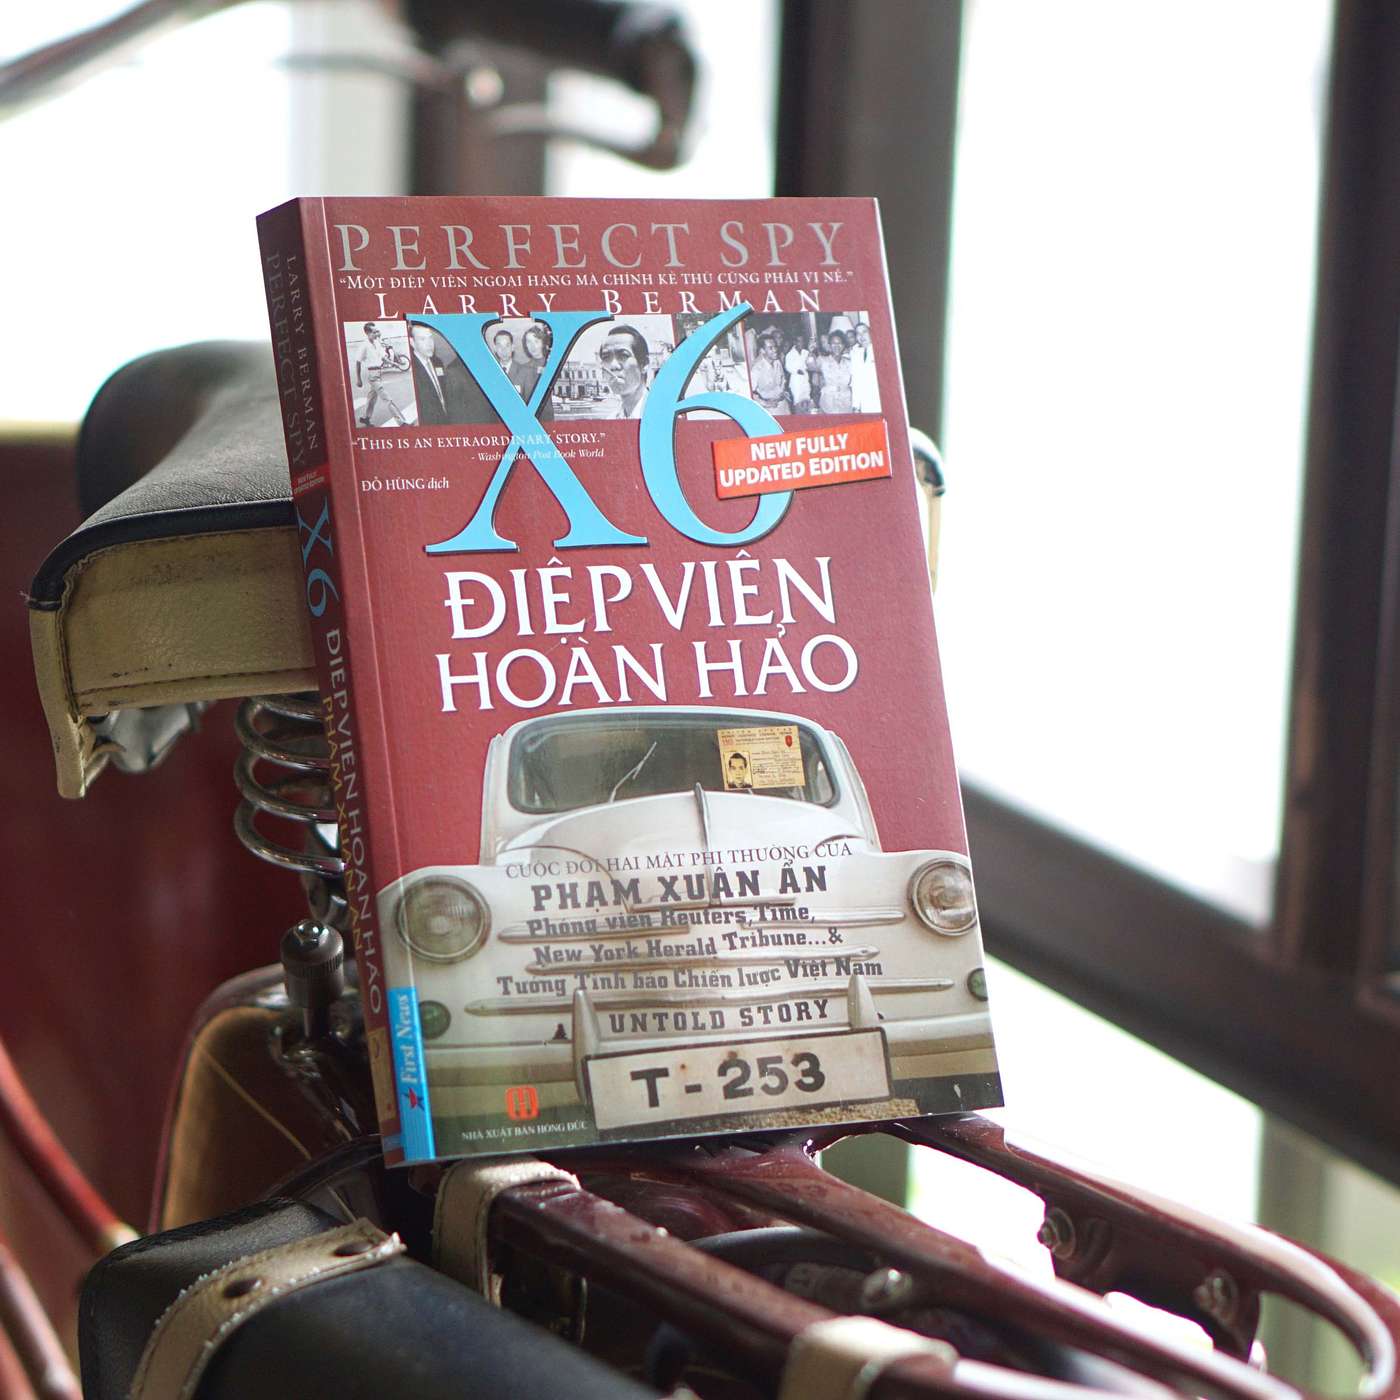 PERFECT SPY
“MỘT ĐIỆP VIÊN NGOẠI HẠNG MÀ CHÍNH KẺ THÙ CŨNG PHẢI VỊ NỂ.”
LARRY BERMAN
X6
“THIS IS AN EXTRAORDINARY STORY.”
- Washington Post Book World
NEW FULLY
UPDATED EDITION
ĐỖ HÙNG dịch
ĐIỆP VIÊN
HOÀN HẢO
CUỘC ĐỜI HAI MẶT PHI THƯỜNG CỦA
PHẠM XUÂN ẨN
Phóng viên Reuters, Time,
New York Herald Tribune...&
Tướng Tình báo Chiến lược Việt Nam
UNTOLD STORY
T - 253
First News
NHÀ XUẤT BẢN HỒNG ĐỨC
LARRY BERMAN
PERFECT SPY
NEW FULLY
UPDATED EDITION
X6
ĐIỆP VIÊN HOÀN HẢO
PHẠM XUÂN ẨN